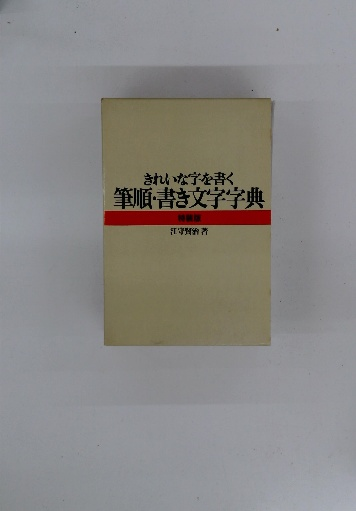 きれいな字を書く
筆順・書き文字字典
江守賢治 著